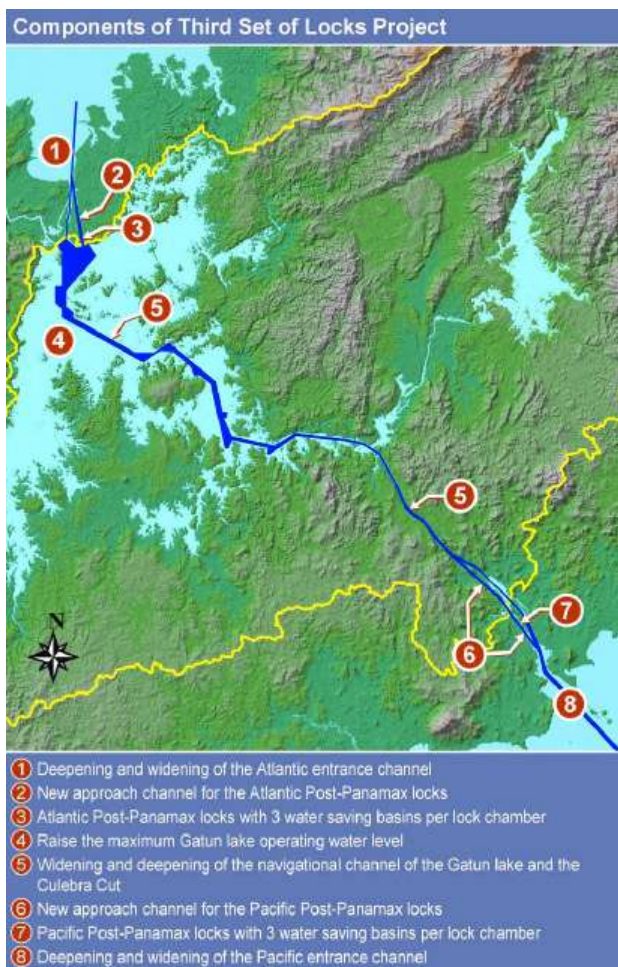 Components of Third Set of Locks Project
1
2
3
5
4
5
N
7
6
8
1 Deepening and widening of the Atlantic entrance channel
2 New approach channel for the Atlantic Post-Panamax locks
3 Atlantic Post-Panamax locks with 3 water saving basins per lock chamber
4 Raise the maximum Gatun lake operating water level
5 Widening and deepening of the navigational channel of the Gatun lake and the
Culebra Cut
6 New approach channel for the Pacific Post-Panamax locks
7 Pacific Post-Panamax locks with 3 water saving basins per lock chamber
8 Deepening and widening of the Pacific entrance channel